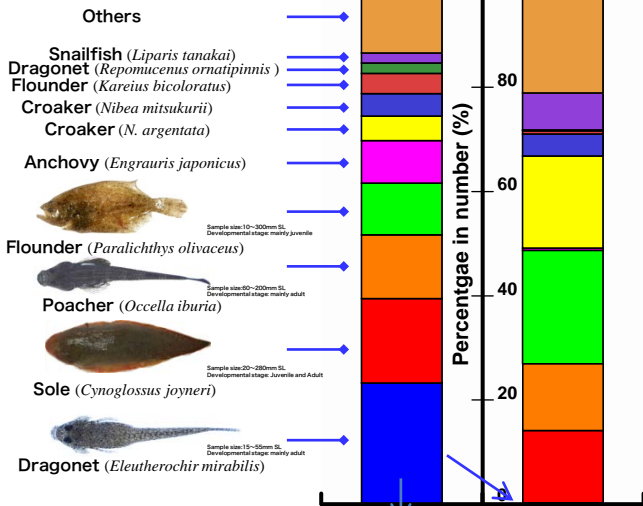 Others
Snailfish (Liparis tanakai)
Dragonet (Repomucenus ornatipinnis )
Flounder (Kareius bicoloratus)
Croaker (Nibea mitsukurii)
Croaker (N. argentata)
Anchovy (Engrauris japonicus)
Sample size:10〜300mm SL
Developmental stage: mainly juvenile
Flounder (Paralichthys olivaceus)
Sample size:60〜200mm SL
Developmental stage: mainly adult
Poacher (Occella iburia)
Sample size:20〜280mm SL
Developmental stage: Juvenile and Adult
Sole (Cynoglossus joyneri)
Sample size:15〜55mm SL
Developmental stage: mainly adult
Dragonet (Eleutherochir mirabilis)
Percentgae in number (%)
80
60
40
20
0